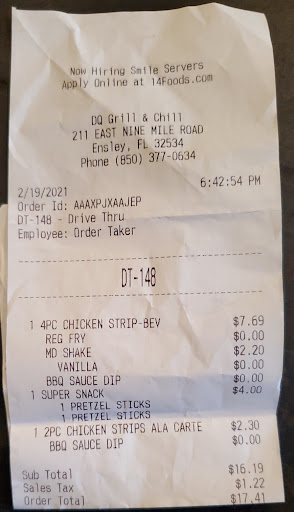 Now Hiring Smile Servers
Apply Online at 14Foods.com
DQ Grill & Chill
211 EAST NINE MILE ROAD
Ensley, FL 32534
Phone (850) 377-0634
2/19/2021 6:42:54 PM
Order Id: AAAXPJXAAJEP
DT-148 - Drive Thru
Employee: Order Taker
DT-148
1 4PC CHICKEN STRIP-BEV $7.69
REG FRY $0.00
MD SHAKE $2.20
VANILLA $0.00
BBQ SAUCE DIP $0.00
1 SUPER SNACK $4.00
1 PRETZEL STICKS
1 PRETZEL STICKS
1 2PC CHICKEN STRIPS ALA CARTE $2.30
BBQ SAUCE DIP $0.00
Sub Total $16.19
Sales Tax $1.22
Order Total $17.41